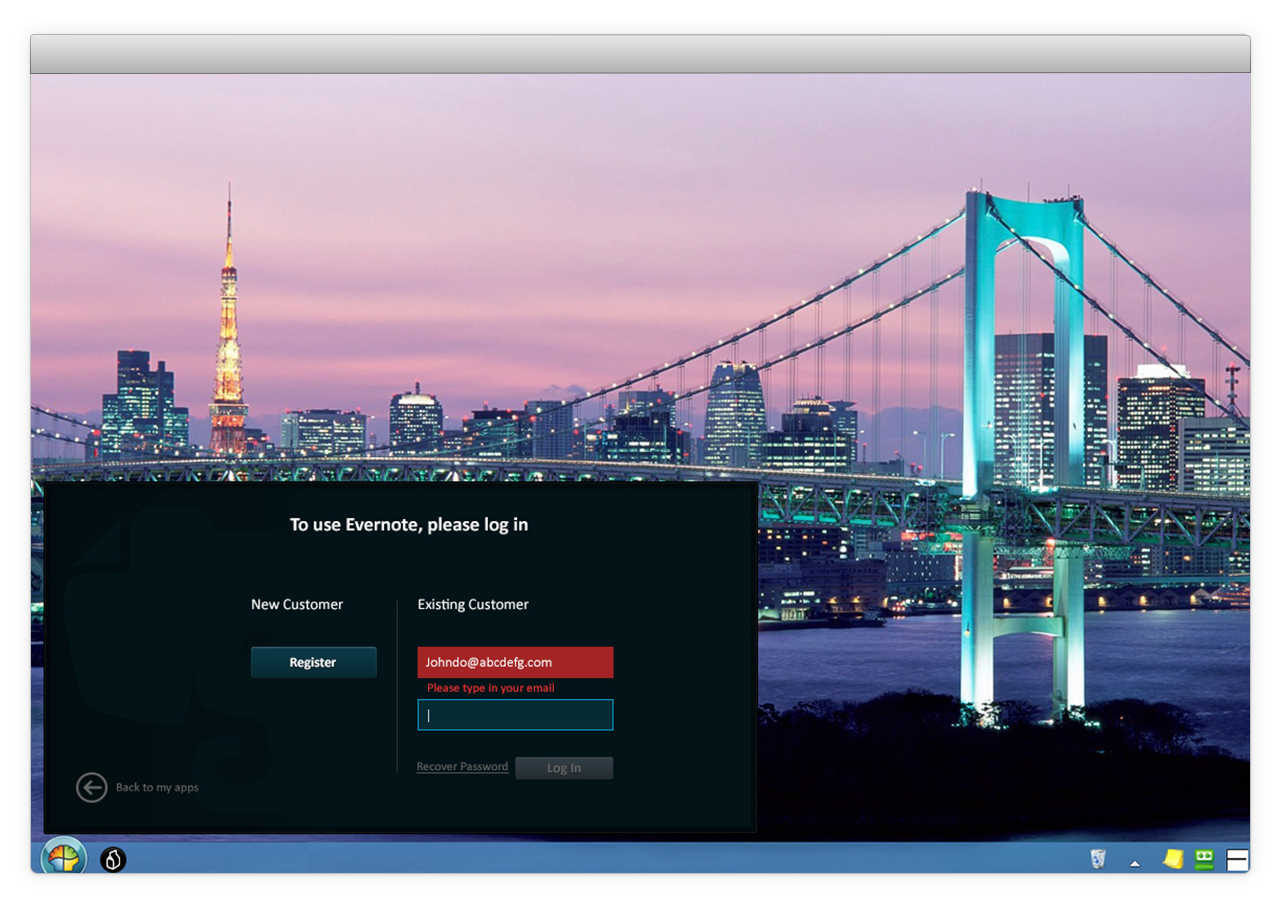 To use Evernote, please log in
New Customer
Existing Customer
Register
Johndo@abcdefg.com
Please type in your email
Recover Password
Log In
Back to my apps